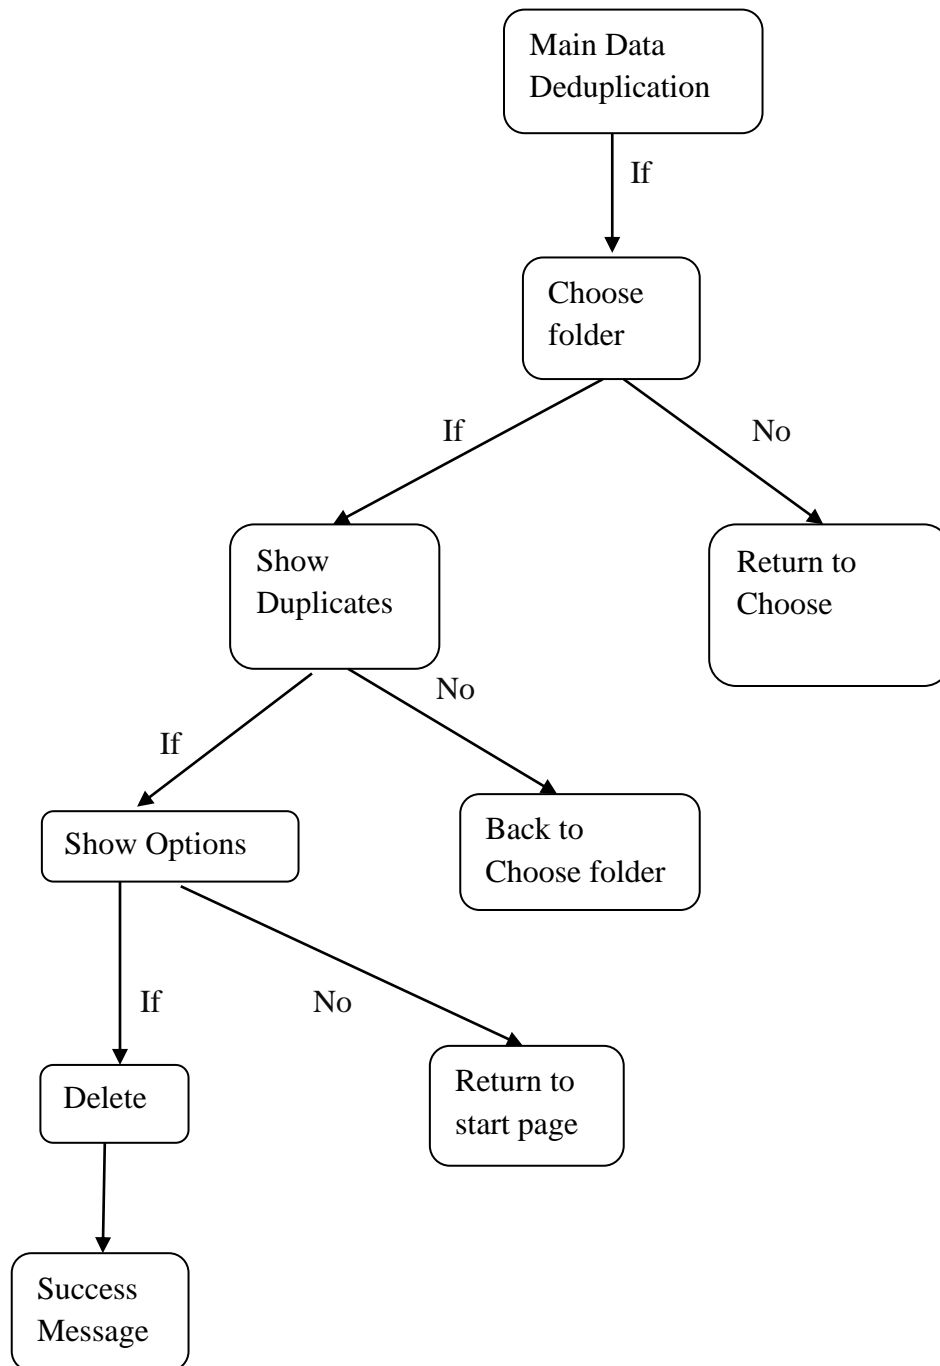 Main Data
Deduplication
If
Choose
folder
If
No
Show
Duplicates
Return to
Choose
No
If
Show Options
Back to
Choose folder
If
No
Delete
Return to
start page
Success
Message